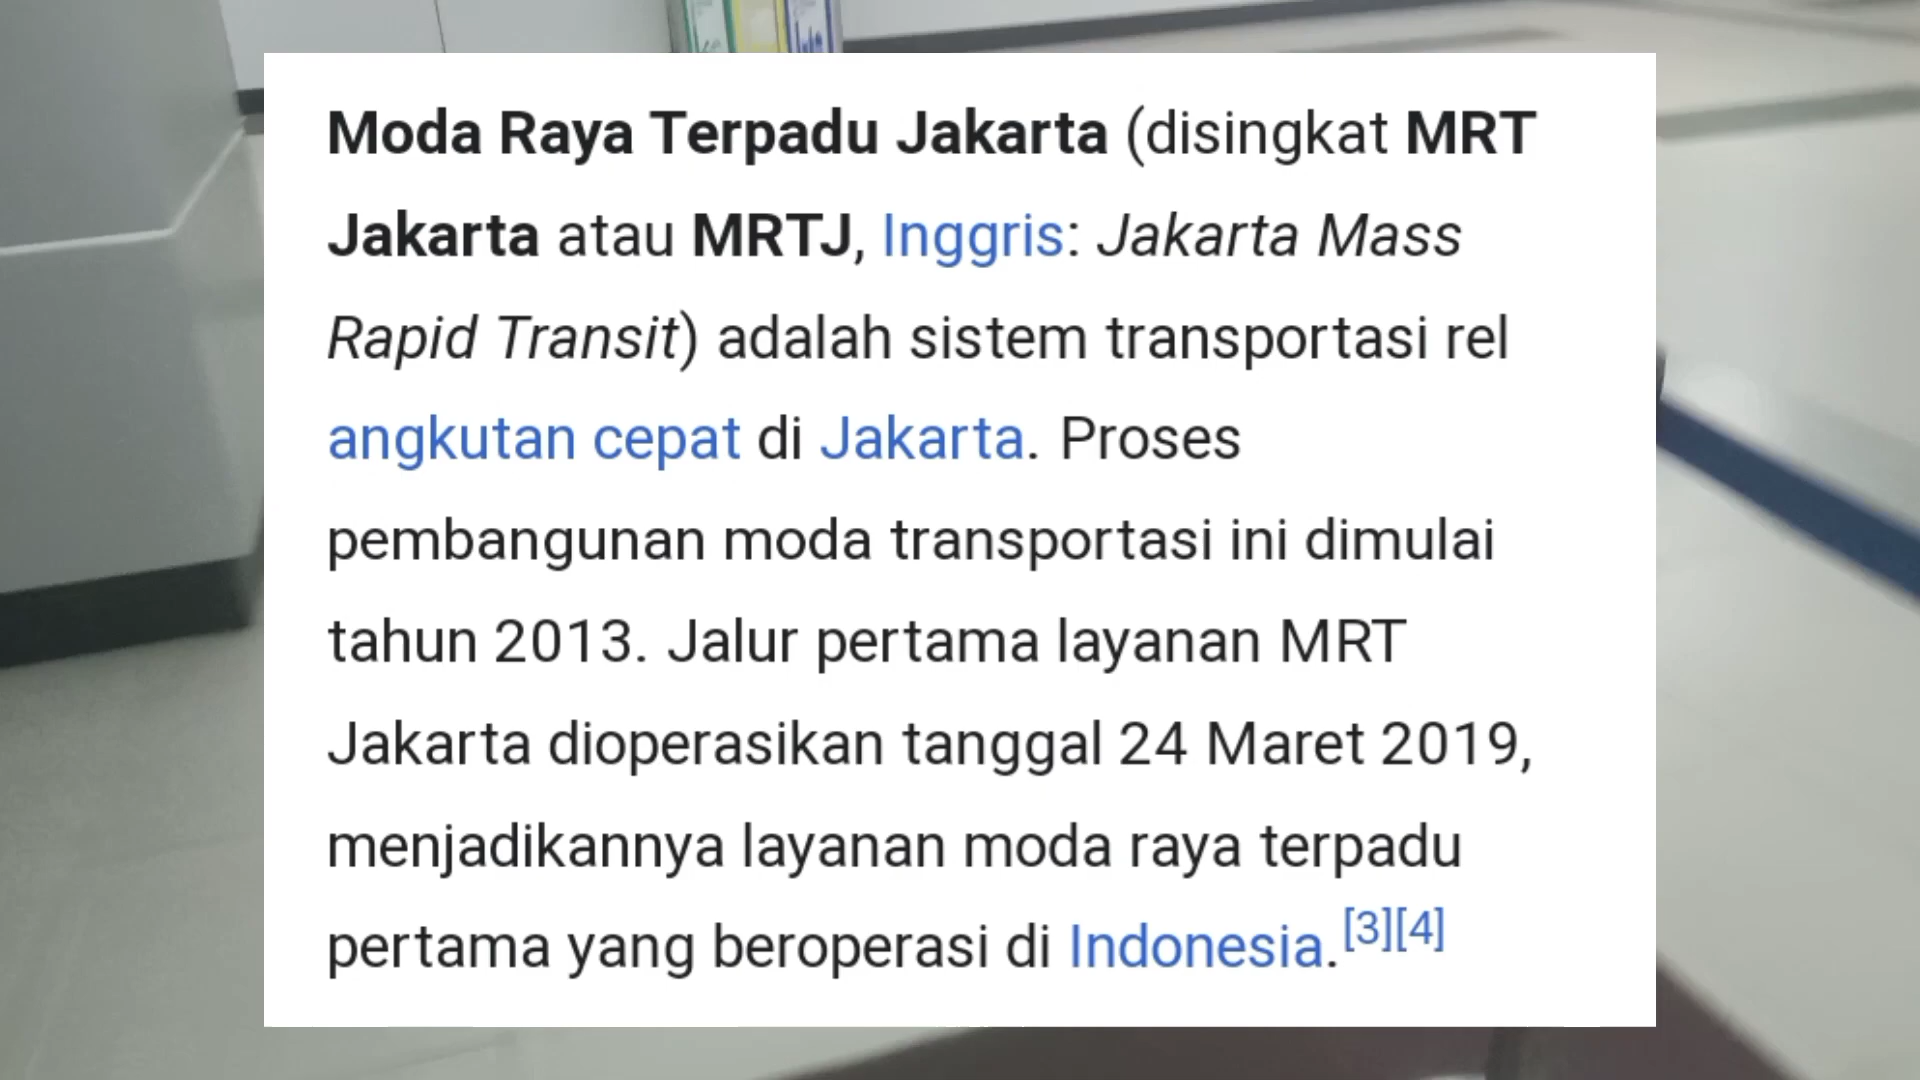 Moda Raya Terpadu Jakarta (disingkat MRT
Jakarta atau MRTJ, Inggris: Jakarta Mass
Rapid Transit) adalah sistem transportasi rel
angkutan cepat di Jakarta. Proses
pembangunan moda transportasi ini dimulai
tahun 2013. Jalur pertama layanan MRT
Jakarta dioperasikan tanggal 24 Maret 2019,
menjadikannya layanan moda raya terpadu
pertama yang beroperasi di Indonesia.[3][4]